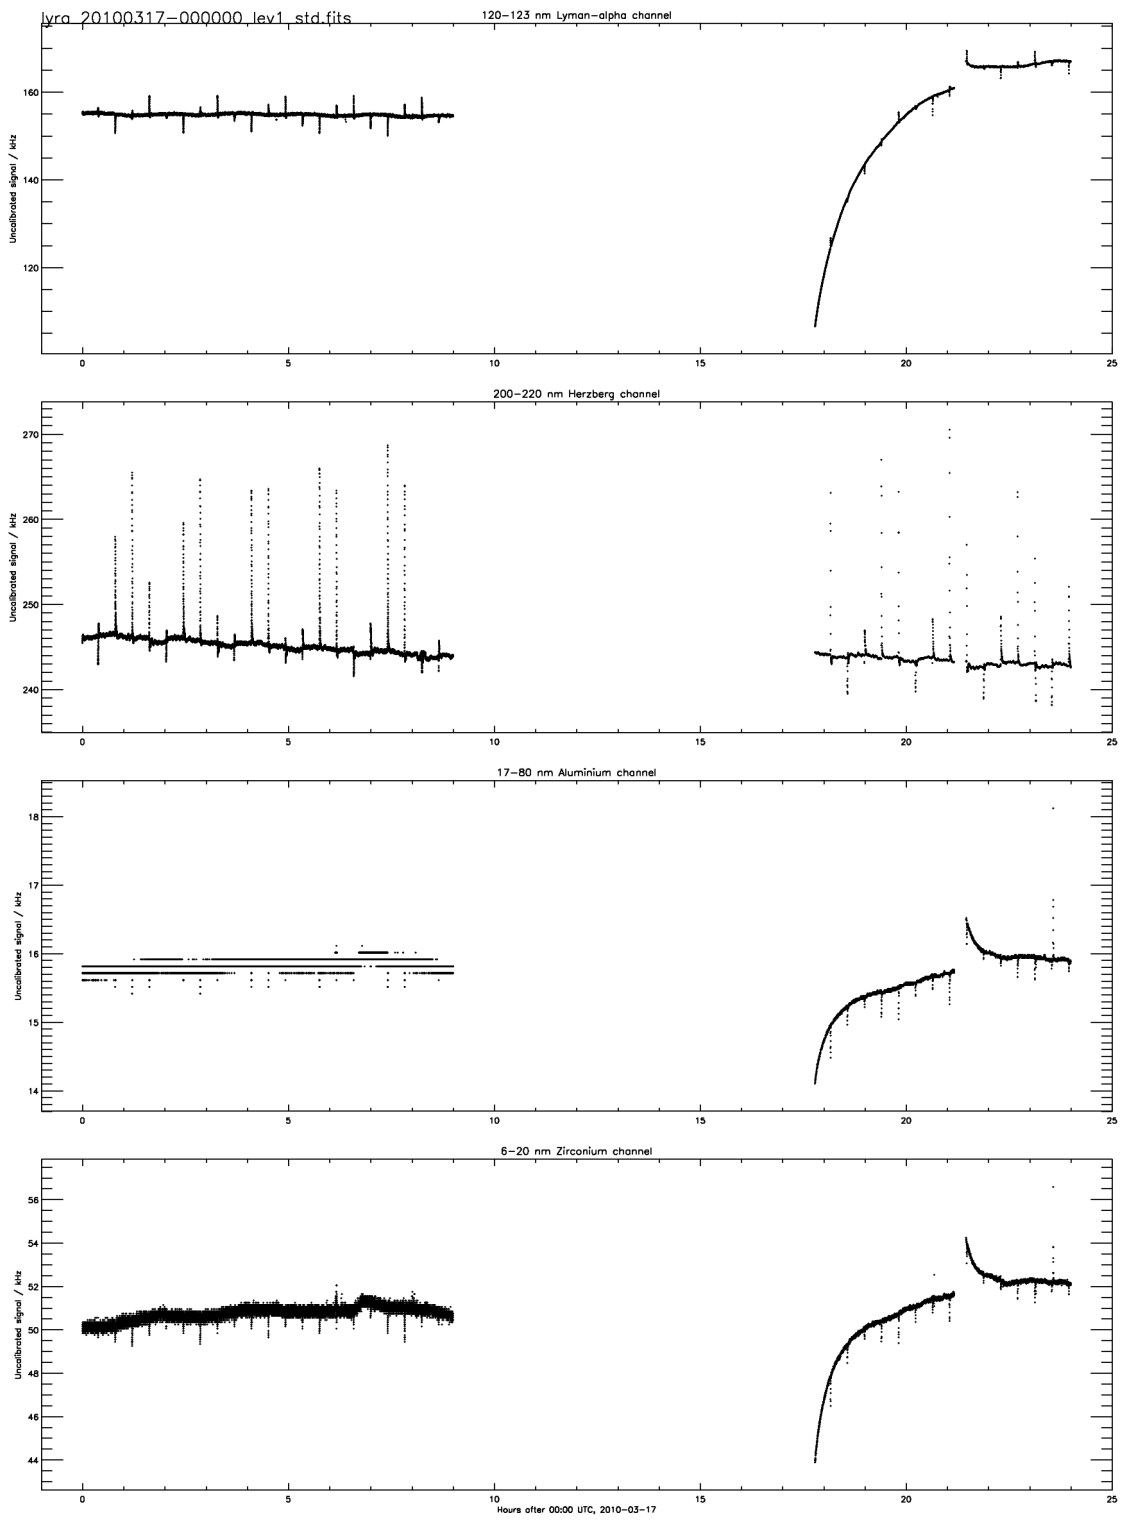 lyra_20100317-000000_lev1_std.fits
120-123 nm Lyman-alpha channel
Uncalibrated signal / kHz
160
140
120
0 5 10 15 20 25
200-220 nm Herzberg channel
Uncalibrated signal / kHz
270
260
250
240
0 5 10 15 20 25
17-80 nm Aluminium channel
Uncalibrated signal / kHz
18
17
16
15
14
0 5 10 15 20 25
6-20 nm Zirconium channel
Uncalibrated signal / kHz
56
54
52
50
48
46
44
0 5 10 15 20 25
Hours after 00:00 UTC, 2010-03-17